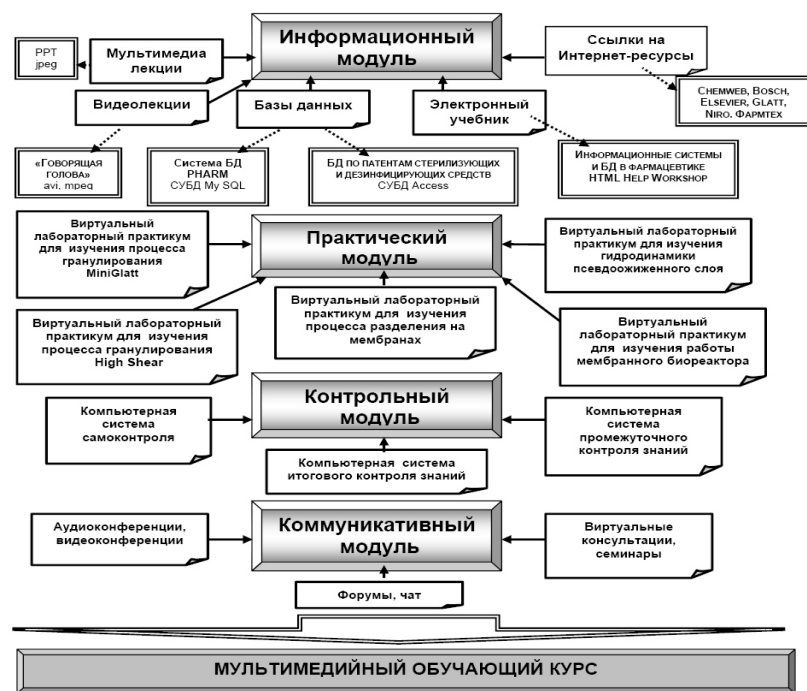 Информационный
модуль
PPT
jpeg
Мультимедиа
лекции
Ссылки на
Интернет-ресурсы
Видеолекции
Базы данных
Электронный
учебник
CHEMWEB, BOSCH,
ELSEVIER, GLATT,
NIRO. ФАРМТЕХ
«ГОВОРЯЩАЯ
ГОЛОВА»
avi, mpeg
Система БД
PHARM
СУБД My SQL
БД ПО ПАТЕНТАМ СТЕРИЛИЗУЮЩИХ
И ДЕЗИНФИЦИРУЮЩИХ СРЕДСТВ
СУБД Access
ИНФОРМАЦИОННЫЕ СИСТЕМЫ
И БД В ФАРМАЦЕВТИКЕ
HTML HELP WORKSHOP
Практический
модуль
Виртуальный
лабораторный практикум
для изучения процесса
гранулирования
MiniGlatt
Виртуальный лабораторный
практикум для изучения
гидродинамики
псевдоожиженного слоя
Виртуальный лабораторный
практикум для изучения
процесса гранулирования
High Shear
Виртуальный лабораторный
практикум для изучения
процесса разделения на
мембранах
Виртуальный
лабораторный практикум
для изучения работы
мембранного биореактора
Контрольный
модуль
Компьютерная
система
самоконтроля
Компьютерная система
итогового контроля знаний
Компьютерная
система
промежуточного
контроля знаний
Коммуникативный
модуль
Аудиоконференции,
видеоконференции
Виртуальные
консультации,
семинары
Форумы, чат
МУЛЬТИМЕДИЙНЫЙ ОБУЧАЮЩИЙ КУРС